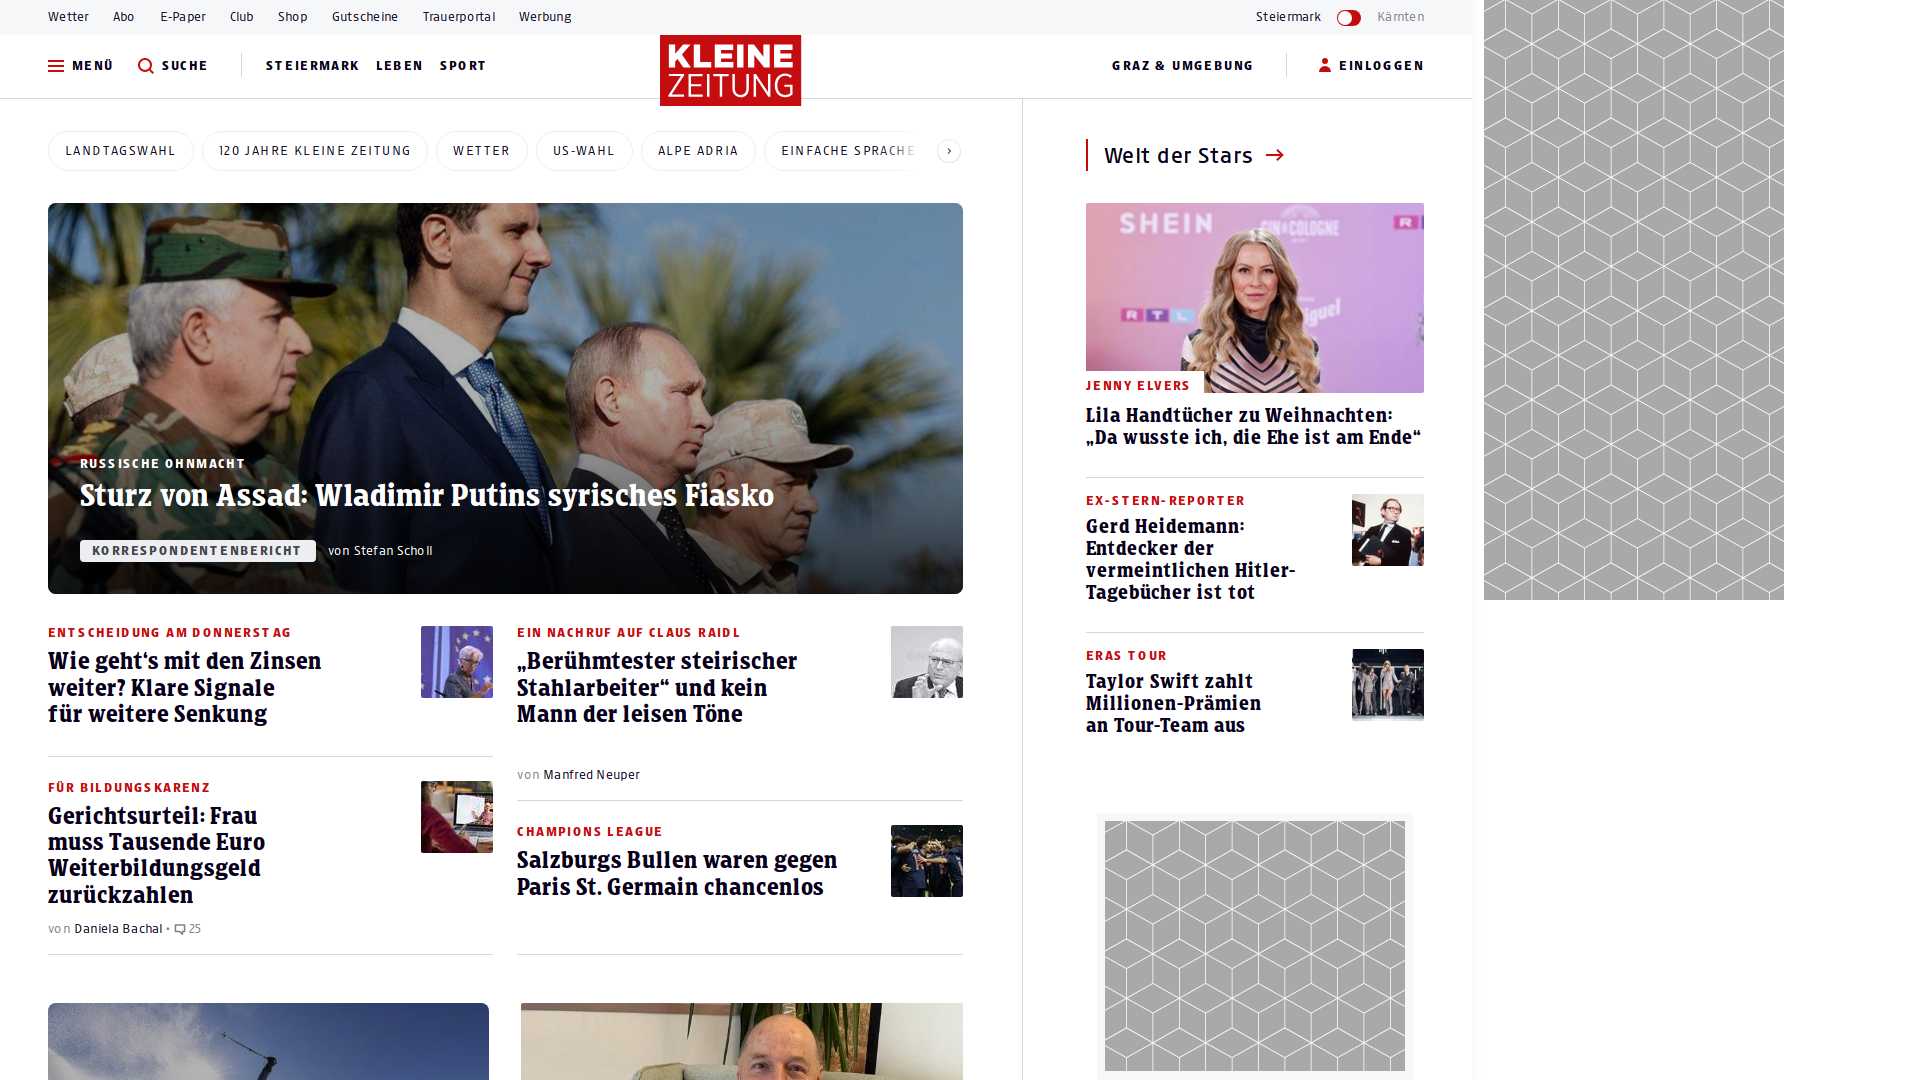 Wetter Abo E-Paper Club Shop Gutscheine Trauerportal Werbung Steiermark Kärnten
MENÜ SUCHE STEIERMARK LEBEN SPORT KLEINE ZEITUNG GRAZ & UMGEBUNG EINLOGGEN
LANDTAGSWAHL 120 JAHRE KLEINE ZEITUNG WETTER US-WAHL ALPE ADRIA EINFACHE SPRACHE
RUSSISCHE OHNMACHT
Sturz von Assad: Wladimir Putins syrisches Fiasko
KORRESPONDENTENBERICHT von Stefan Scholl
ENTSCHEIDUNG AM DONNERSTAG
Wie geht‘s mit den Zinsen
weiter? Klare Signale
für weitere Senkung
EIN NACHRUF AUF CLAUS RAIDL
„Berühmtester steirischer
Stahlarbeiter“ und kein
Mann der leisen Töne
von Manfred Neuper
FÜR BILDUNGSKARENZ
Gerichtsurteil: Frau
muss Tausende Euro
Weiterbildungsgeld
zurückzahlen
von Daniela Bachal • 25
CHAMPIONS LEAGUE
Salzburgs Bullen waren gegen
Paris St. Germain chancenlos
Welt der Stars
SHEIN
RTL
JENNY ELVERS
Lila Handtücher zu Weihnachten:
„Da wusste ich, die Ehe ist am Ende“
EX-STERN-REPORTER
Gerd Heidemann:
Entdecker der
vermeintlichen Hitler-
Tagebücher ist tot
ERAS TOUR
Taylor Swift zahlt
Millionen-Prämien
an Tour-Team aus